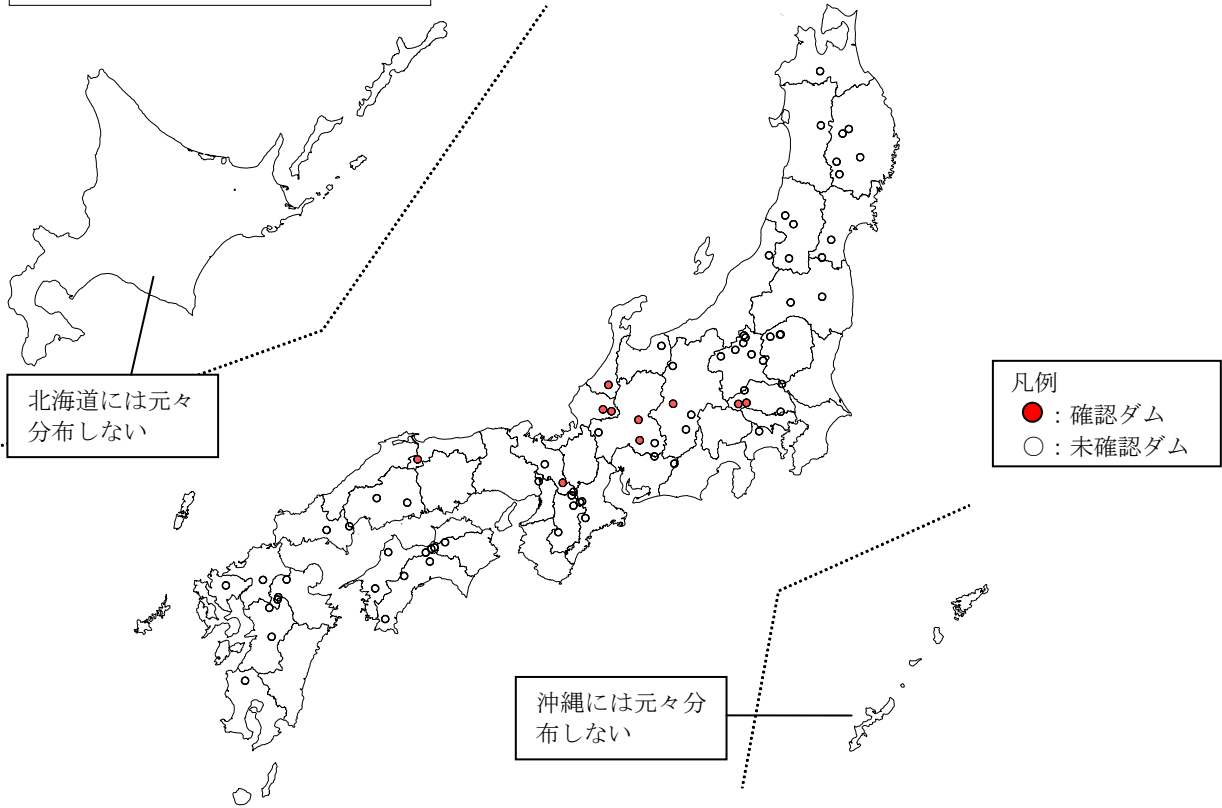 北海道には元々
分布しない
凡例
●：確認ダム
○：未確認ダム
沖縄には元々分
布しない